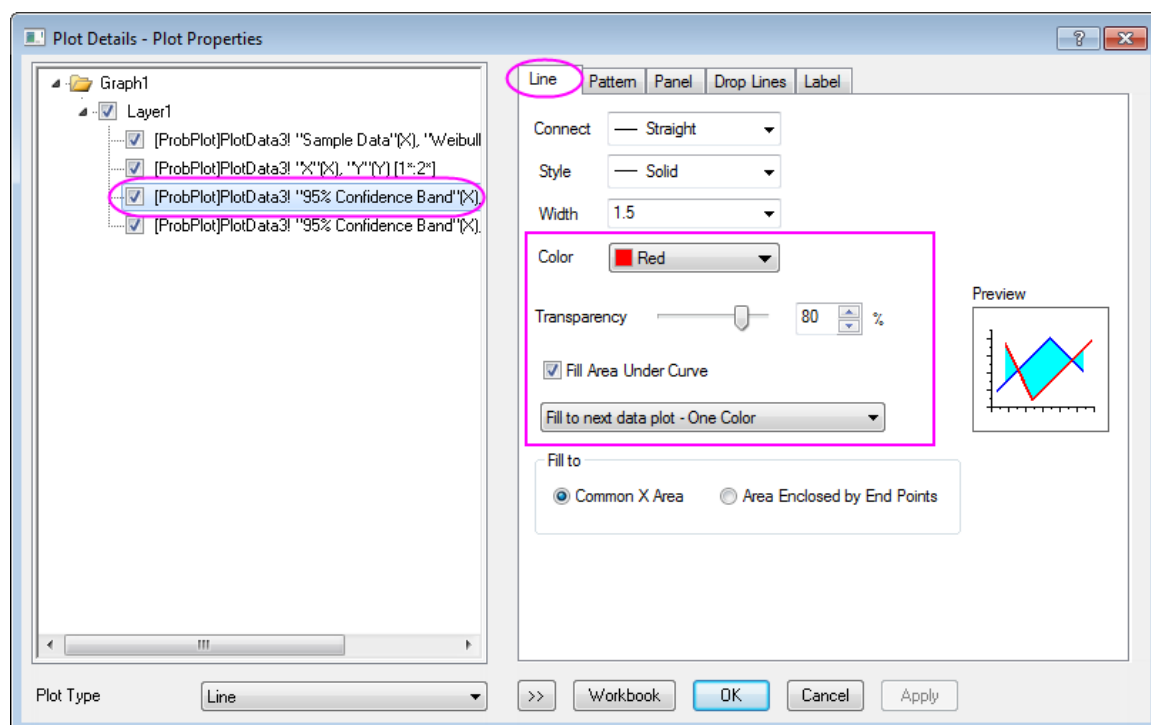 Plot Details - Plot Properties
Graph1
Layer1
[ProbPlot]PlotData3! "Sample Data"(X), "Weibull
[ProbPlot]PlotData3! "X"(X), "Y"(Y) [1*:2*]
[ProbPlot]PlotData3! "95% Confidence Band"(X),
[ProbPlot]PlotData3! "95% Confidence Band"(X),
Plot Type
Line
Line
Pattern
Panel
Drop Lines
Label
Connect
Straight
Style
Solid
Width
1.5
Color
Red
Transparency
80
%
Fill Area Under Curve
Fill to next data plot - One Color
Preview
Fill to
Common X Area
Area Enclosed by End Points
>>
Workbook
OK
Cancel
Apply